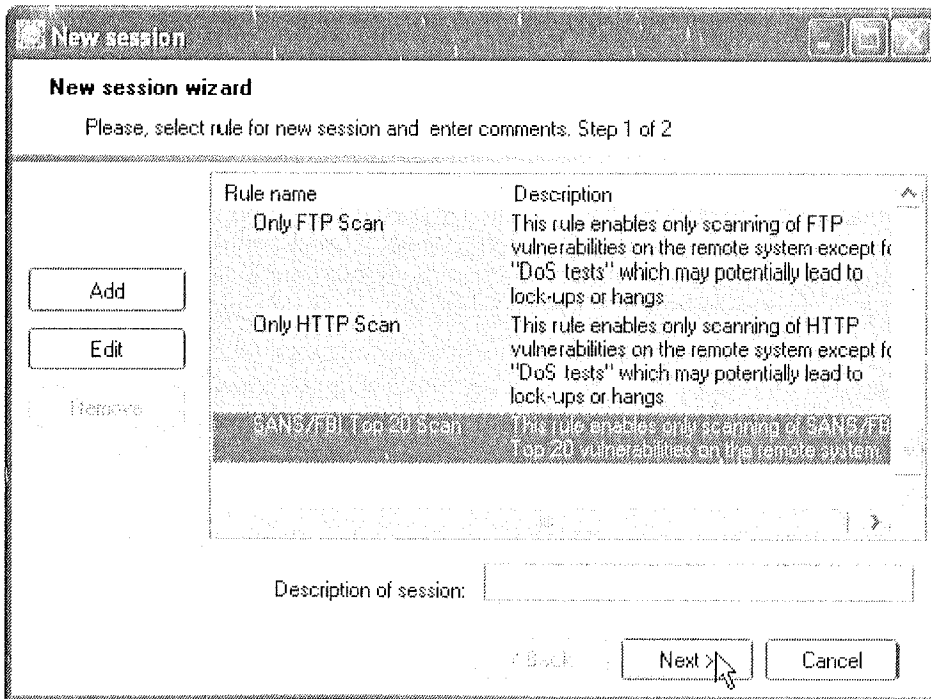 New session
New session wizard
Please, select rule for new session and enter comments. Step 1 of 2
Rule name Description
Only FTP Scan This rule enables only scanning of FTP
vulnerabilities on the remote system except fo
"DoS tests" which may potentially lead to
lock-ups or hangs
Only HTTP Scan This rule enables only scanning of HTTP
vulnerabilities on the remote system except fo
"DoS tests" which may potentially lead to
lock-ups or hangs
SANS/FBI Top 20 Scan This rule enables only scanning of SANS/FB
Top 20 vulnerabilities on the remote system
Add
Edit
Remove
Description of session:
< Back Next > Cancel